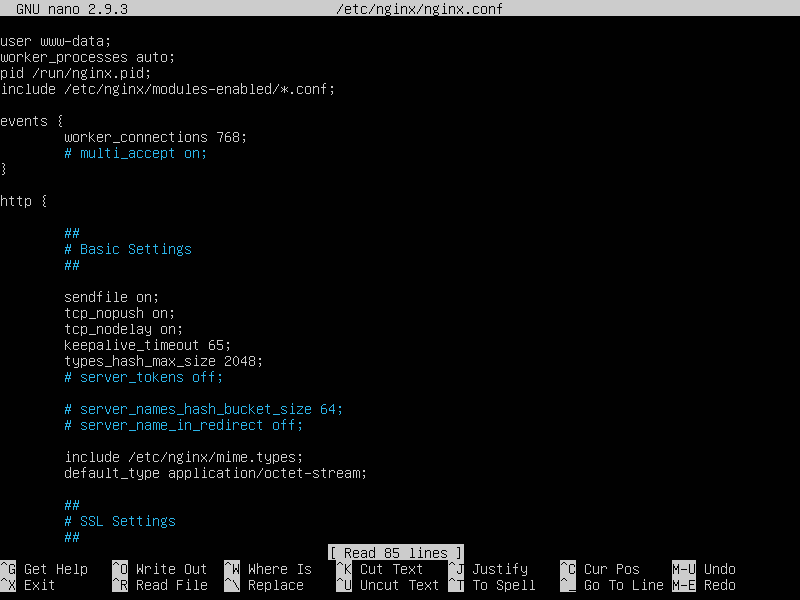 GNU nano 2.9.3 /etc/nginx/nginx.conf
user www-data;
worker_processes auto;
pid /run/nginx.pid;
include /etc/nginx/modules-enabled/*.conf;
events {
worker_connections 768;
# multi_accept on;
}
http {
##
# Basic Settings
##
sendfile on;
tcp_nopush on;
tcp_nodelay on;
keepalive_timeout 65;
types_hash_max_size 2048;
# server_tokens off;
# server_names_hash_bucket_size 64;
# server_name_in_redirect off;
include /etc/nginx/mime.types;
default_type application/octet-stream;
##
# SSL Settings
##
[ Read 85 lines ]
^G Get Help ^O Write Out ^W Where Is ^K Cut Text ^J Justify ^C Cur Pos M-U Undo
^X Exit ^R Read File ^\ Replace ^U Uncut Text ^T To Spell ^_ Go To Line M-E Redo